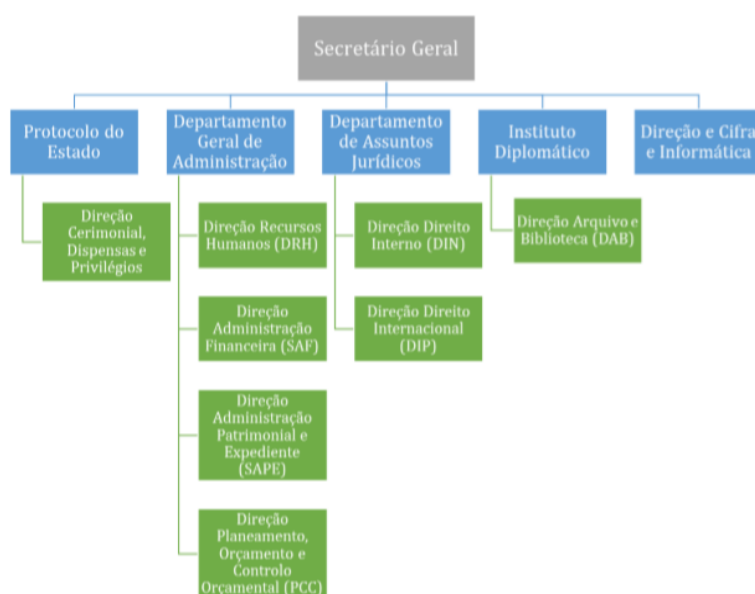 Secretário Geral
Protocolo do
Estado
Departamento
Geral de
Administração
Departamento
de Assuntos
Jurídicos
Instituto
Diplomático
Direção e Cifra
e Informática
Direção
Cerimonial,
Dispensas e
Privilégios
Direção Recursos
Humanos (DRH)
Direção
Administração
Financeira (SAF)
Direção
Administração
Patrimonial e
Expediente
(SAPE)
Direção
Planeamento,
Orçamento e
Controlo
Orçamental (PCC)
Direção Direito
Interno (DIN)
Direção Direito
Internacional
(DIP)
Direção Arquivo e
Biblioteca (DAB)